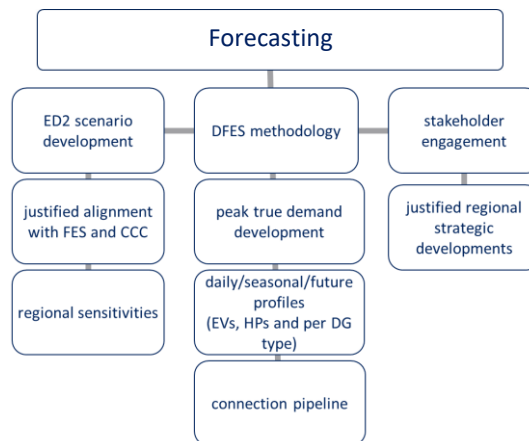 Forecasting
ED2 scenario
development
DFES methodology
stakeholder
engagement
justified alignment
with FES and CCC
peak true demand
development
justified regional
strategic
developments
regional sensitivities
daily/seasonal/future
profiles
(EVs, HPs and per DG
type)
connection pipeline